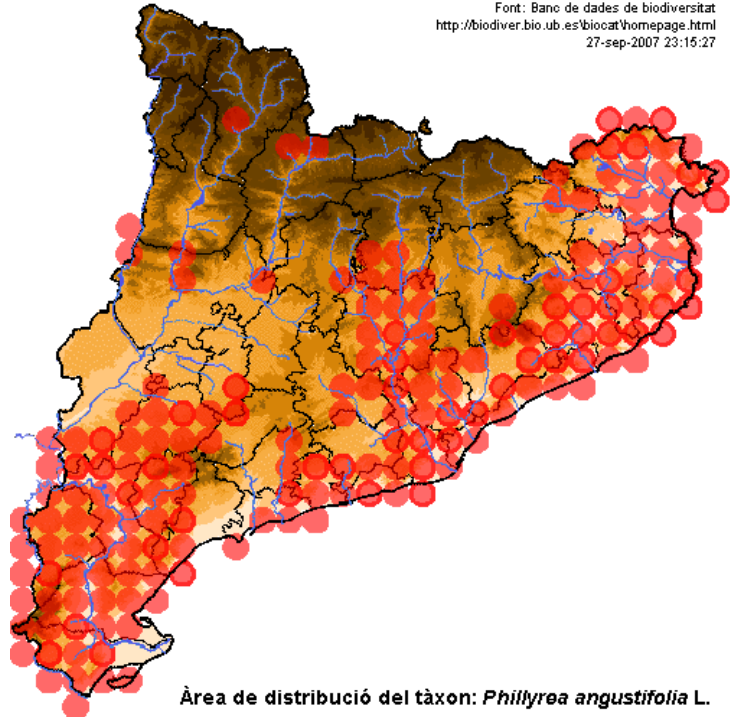 Font: Banc de dades de biodiversitat
http://biodiver.bio.ub.es\biocat\homepage.html
27-sep-2007 23:15:27
Àrea de distribució del tàxon: Phillyrea angustifolia L.